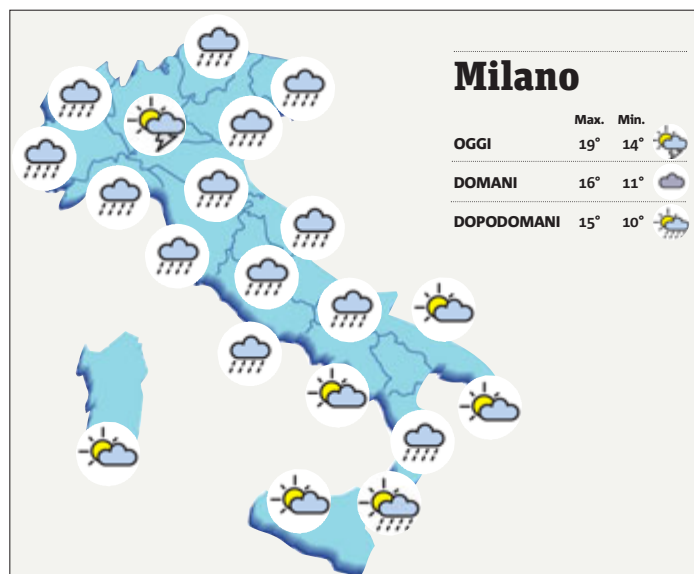 Milano
Max. Min.
OGGI 19° 14°
DOMANI 16° 11°
DOPODOMANI 15° 10°